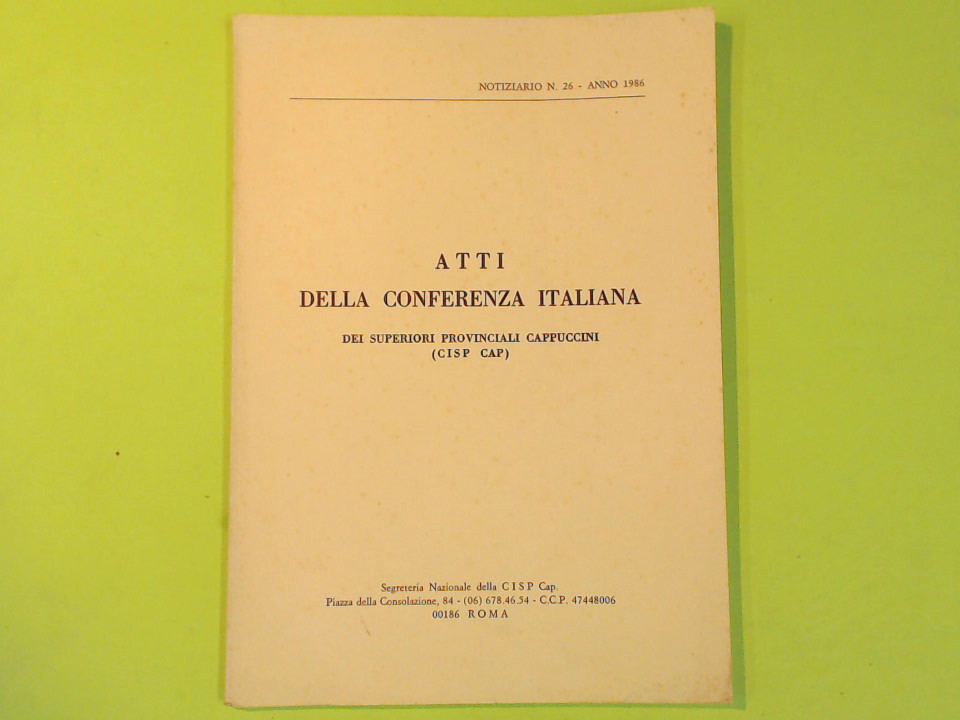 NOTIZIARIO N. 26 - ANNO 1986
ATTI
DELLA CONFERENZA ITALIANA
DEI SUPERIORI PROVINCIALI CAPPUCCINI
(CISP CAP)
Segreteria Nazionale della CISP Cap.
Piazza della Consolazione, 84 - (06) 678.46.54 - C.C.P. 47448006
00186 ROMA